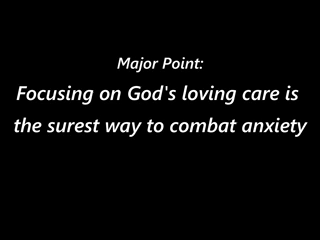 Major Point:
Focusing on God's loving care is
the surest way to combat anxiety